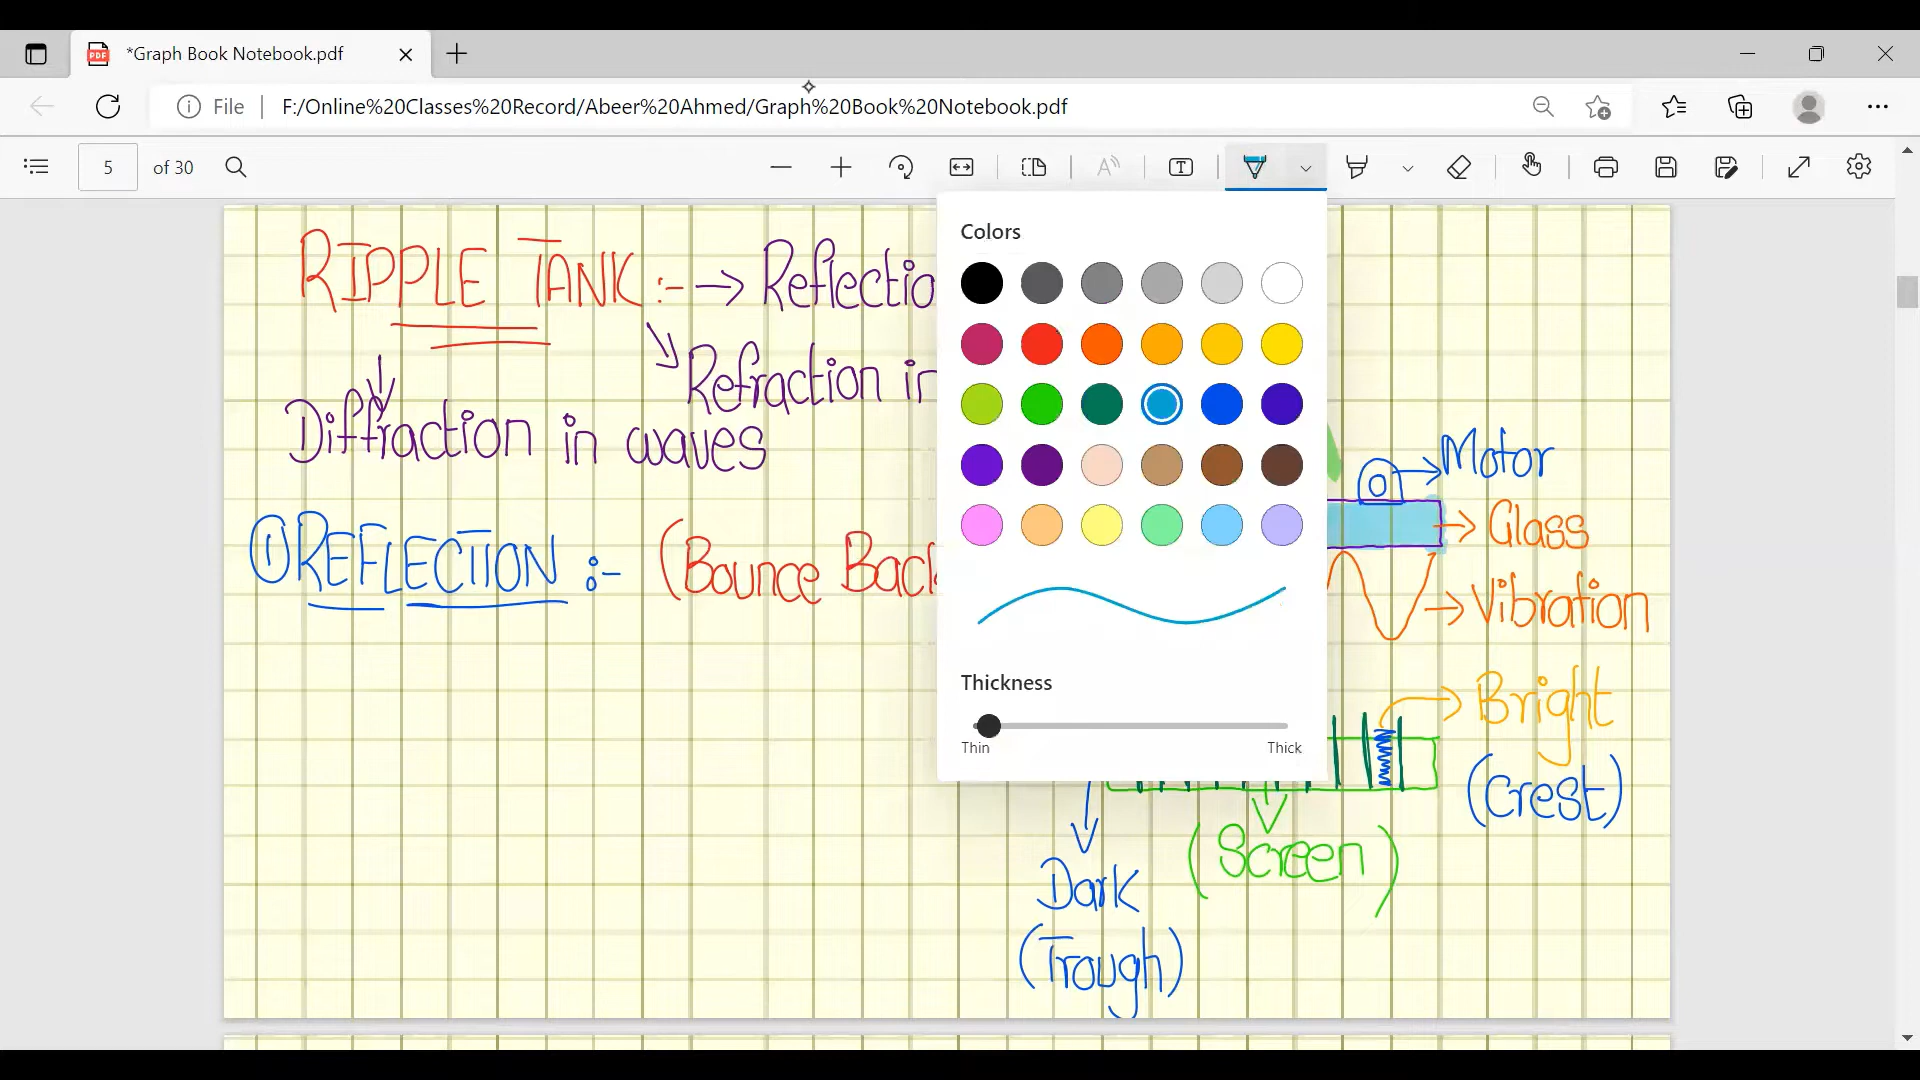 *Graph Book Notebook.pdf
File
F:/Online%20Classes%20Record/Abeer%20Ahmed/Graph%20Book%20Notebook.pdf
5 of 30
RIPPLE TANK :- → Reflectio
Refraction in
Diffraction in waves
① REFLECTION :- (Bounce Back
Colors
Thickness
Thin
Thick
Motor
Glass
Vibration
Bright
(Crest)
(Screen)
Dark
(Trough)